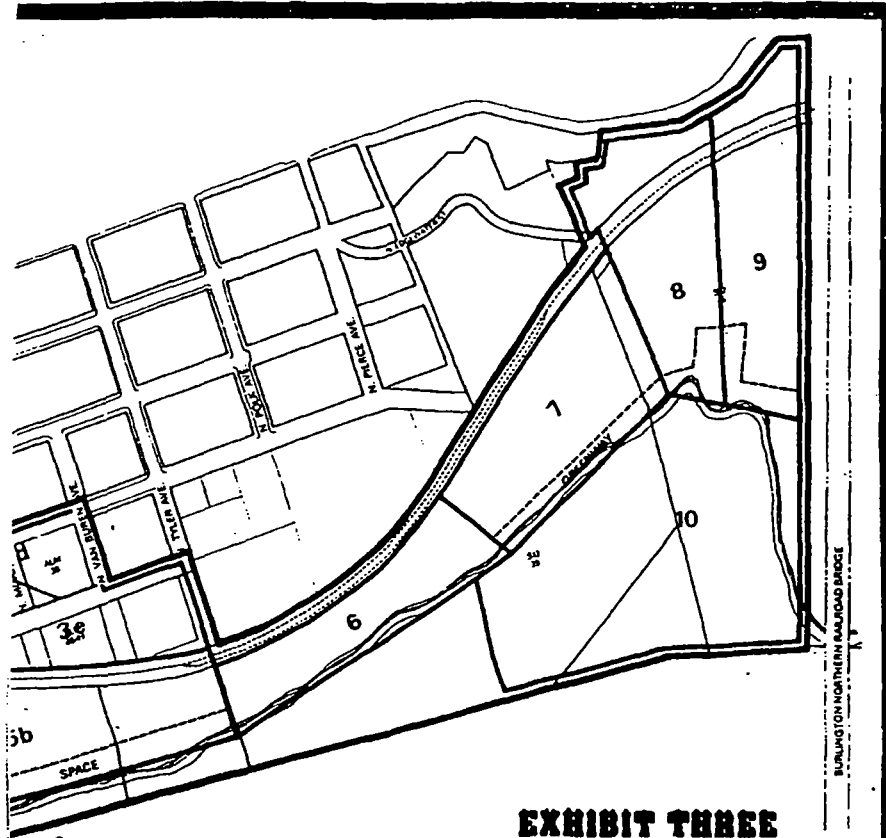 9
8
N. PIERCE AVE.
N. POLK AVE.
7
GREENWAY
10
N. VAN BUREN AVE.
N. TYLER AVE.
3e
6
5b
SPACE
BURLINGTON NORTHERN RAILROAD BRIDGE
EXHIBIT THREE